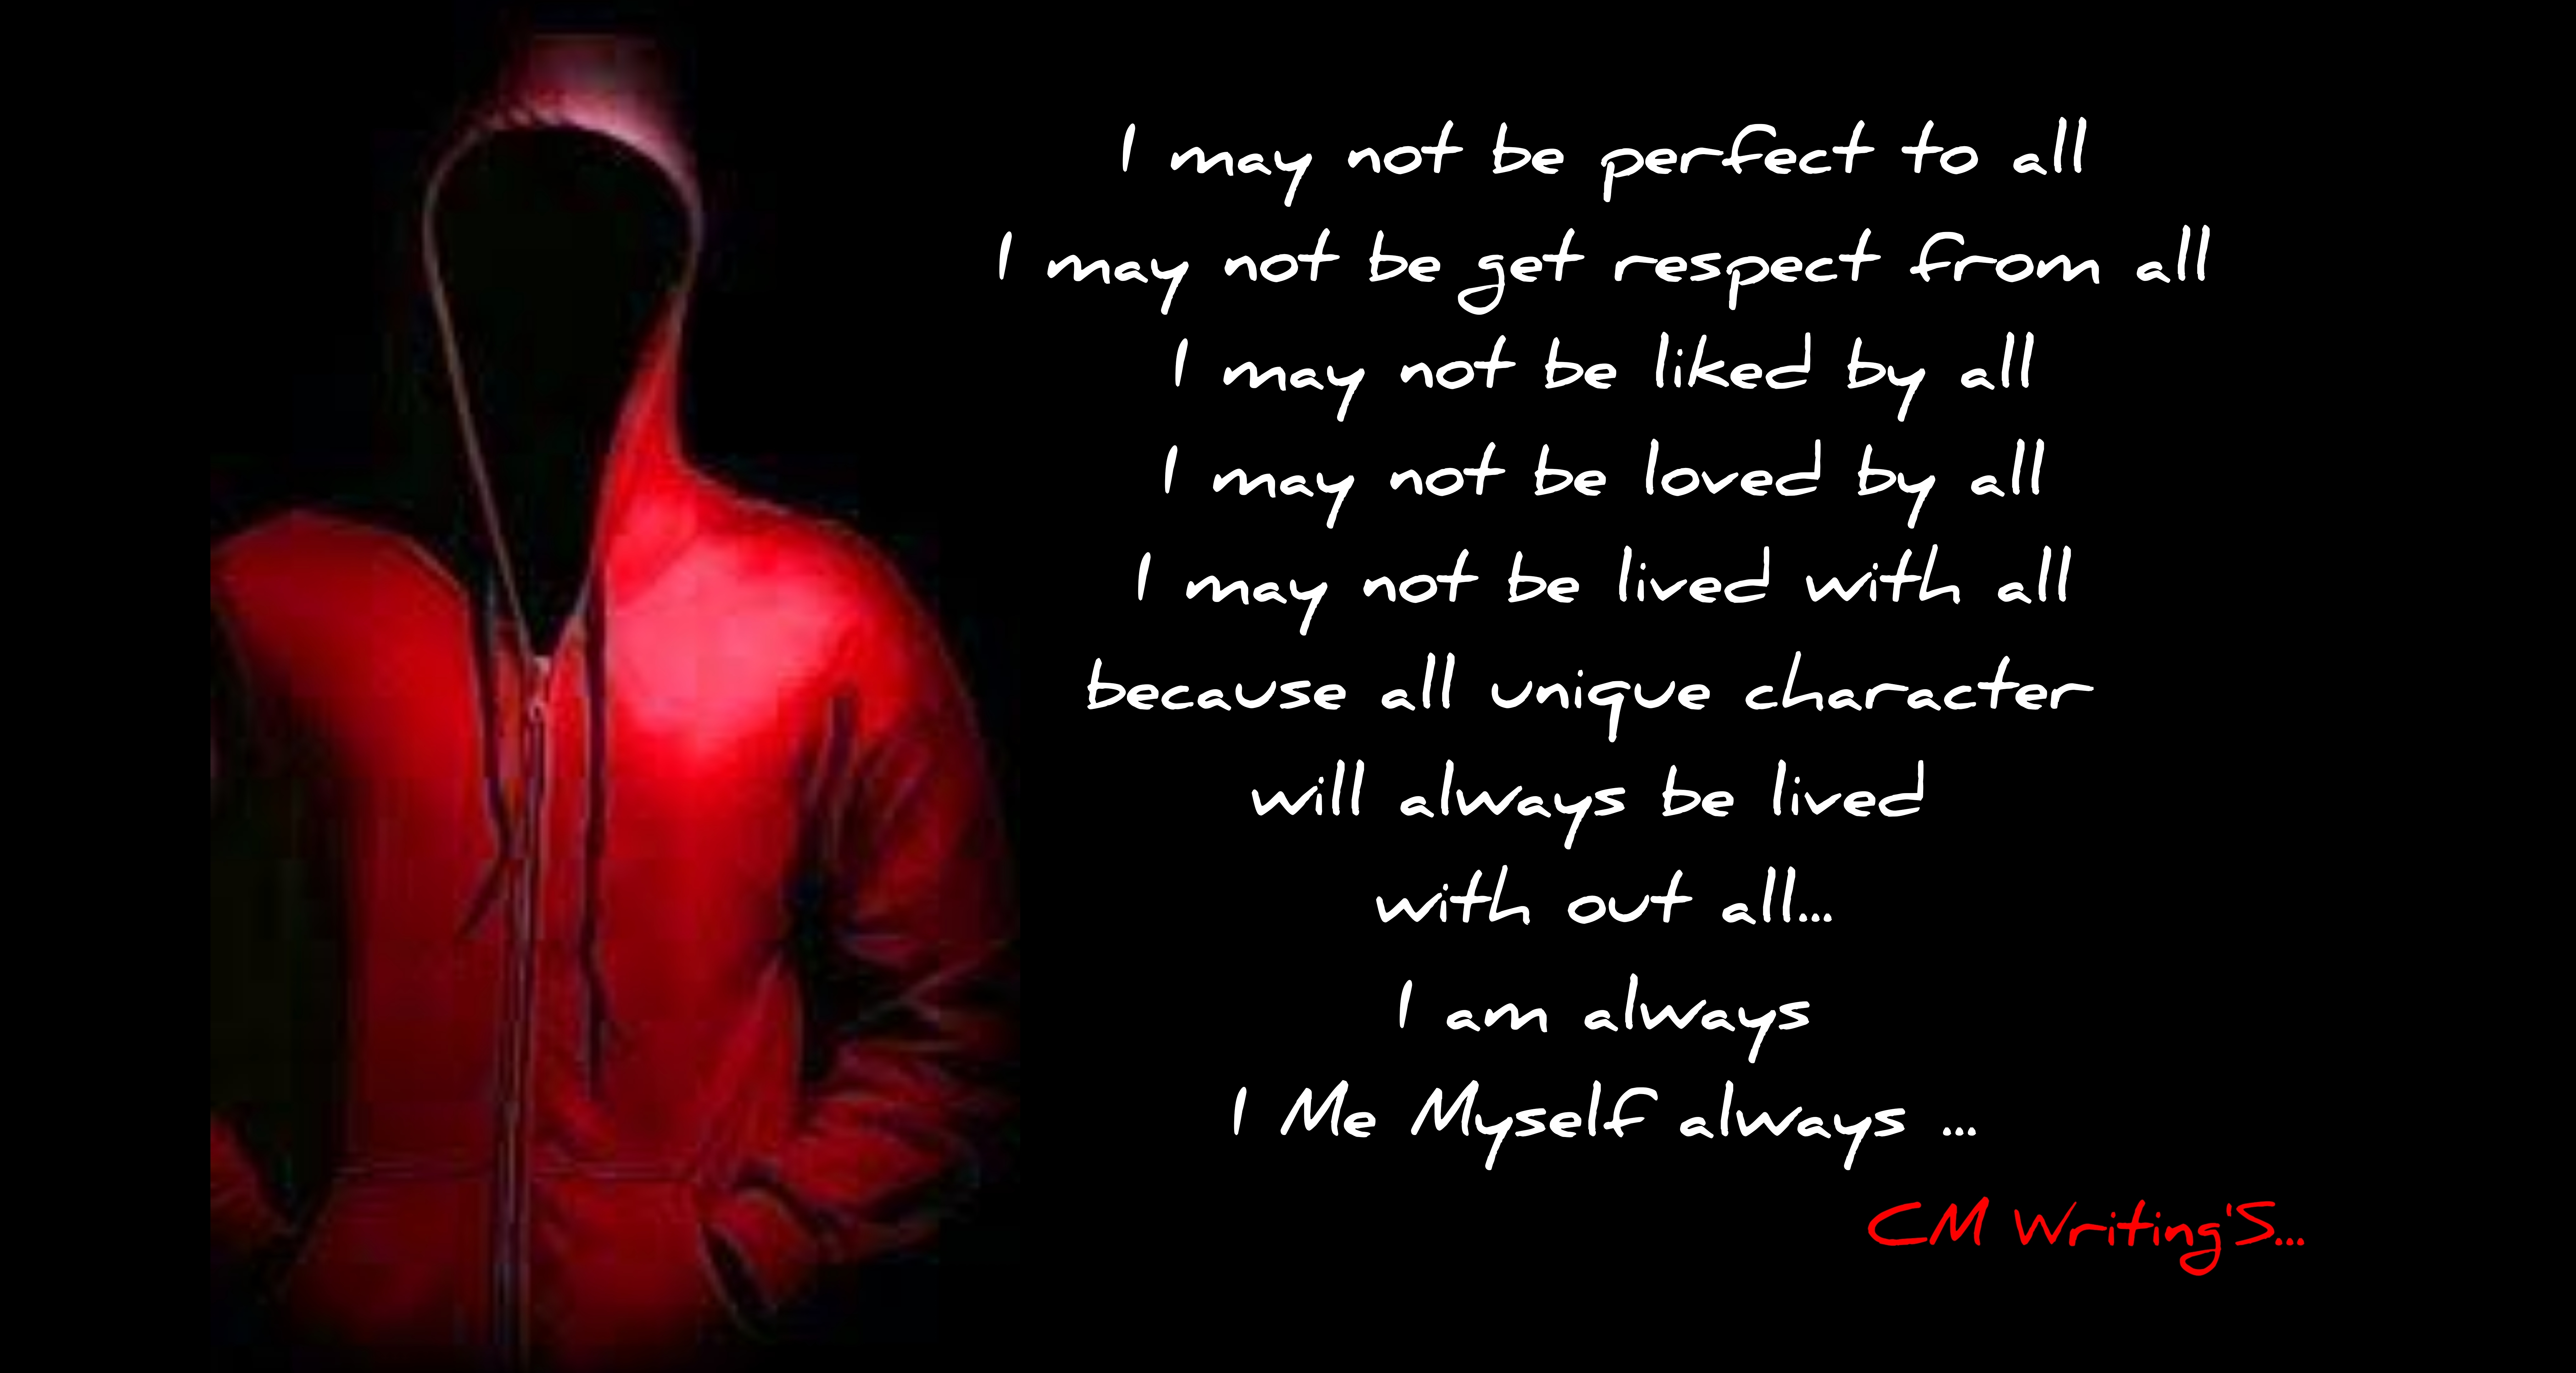 I may not be perfect to all
I may not be get respect from all
I may not be liked by all
I may not be loved by all
I may not be lived with all
because all unique character
will always be lived
with out all...
I am always
I Me Myself always ...
CM Writing'S...